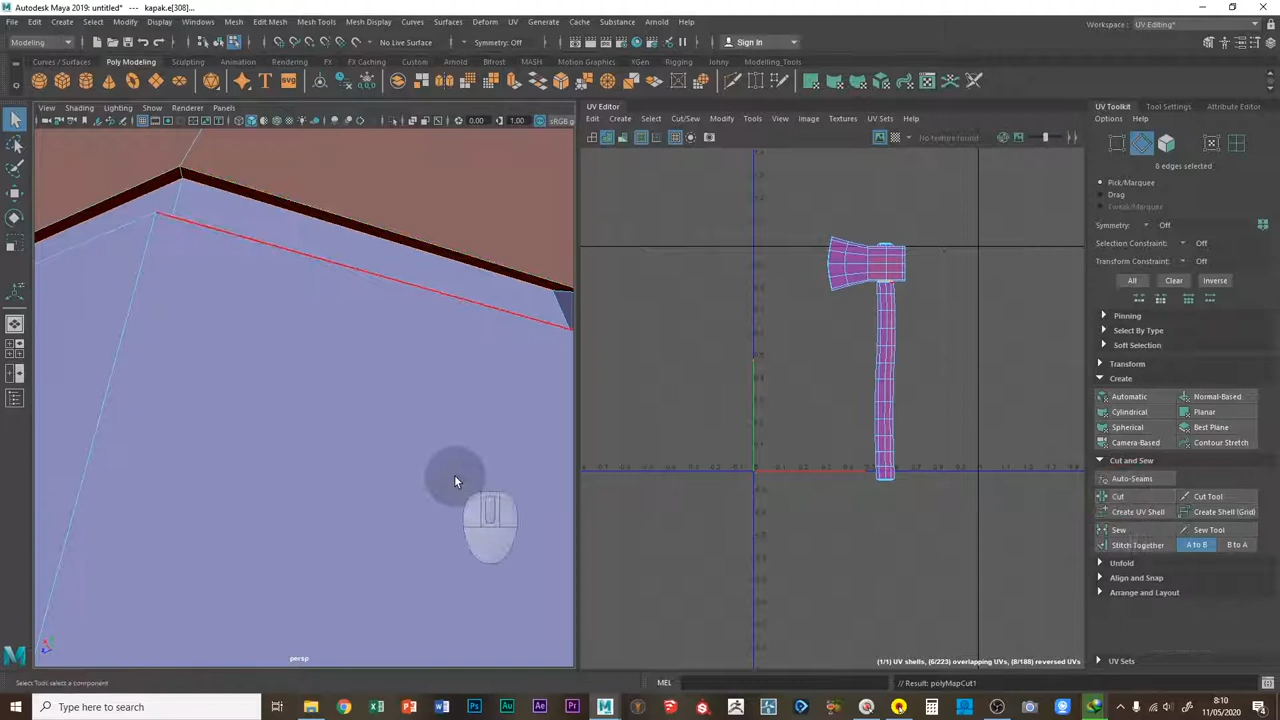 Autodesk Maya 2019: untitled*   ---   kapak.e[308]...
File Edit Create Select Modify Display Windows Mesh Edit Mesh Mesh Tools Mesh Display Curves Surfaces Deform UV Generate Cache Substance Arnold Help
Workspace : UV Editing*
Modeling
No Live Surface
Symmetry: Off
Sign In
Curves / Surfaces Poly Modeling Sculpting Animation Rendering FX FX Caching Custom Arnold Bifrost MASH Motion Graphics XGen Rigging Johny Modelling_Tools
View Shading Lighting Show Renderer Panels
0.00 1.00 sRGB g
UV Editor
Edit Create Select Cut/Sew Modify Tools View Image Textures UV Sets Help
No texture found
UV Toolkit Tool Settings Attribute Editor
Options Help
8 edges selected
Pick/Marquee
Drag
Tweak/Marquee
Symmetry: Off
Selection Constraint: Off
Transform Constraint: Off
All Clear Inverse
Pinning
Select By Type
Soft Selection
Transform
Create
Automatic Normal-Based
Cylindrical Planar
Spherical Best Plane
Camera-Based Contour Stretch
Cut and Sew
Auto-Seams
Cut Cut Tool
Create UV Shell Create Shell (Grid)
Sew Sew Tool
Stitch Together A to B B to A
Unfold
Align and Snap
Arrange and Layout
UV Sets
persp
(1/1) UV shells, (6/223) overlapping UVs, (8/188) reversed UVs
Select Tool: select a component
MEL
// Result: polyMapCut1
Type here to search
8:10
11/05/2020